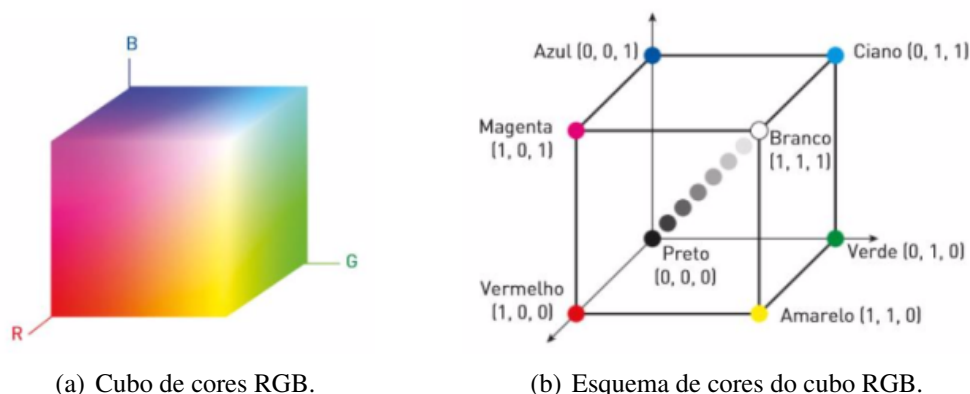 B
G
R
(a) Cubo de cores RGB.
Azul (0, 0, 1)
Ciano (0, 1, 1)
Magenta
(1, 0, 1)
Branco
(1, 1, 1)
Preto
(0, 0, 0)
Verde (0, 1, 0)
Vermelho
(1, 0, 0)
Amarelo (1, 1, 0)
(b) Esquema de cores do cubo RGB.